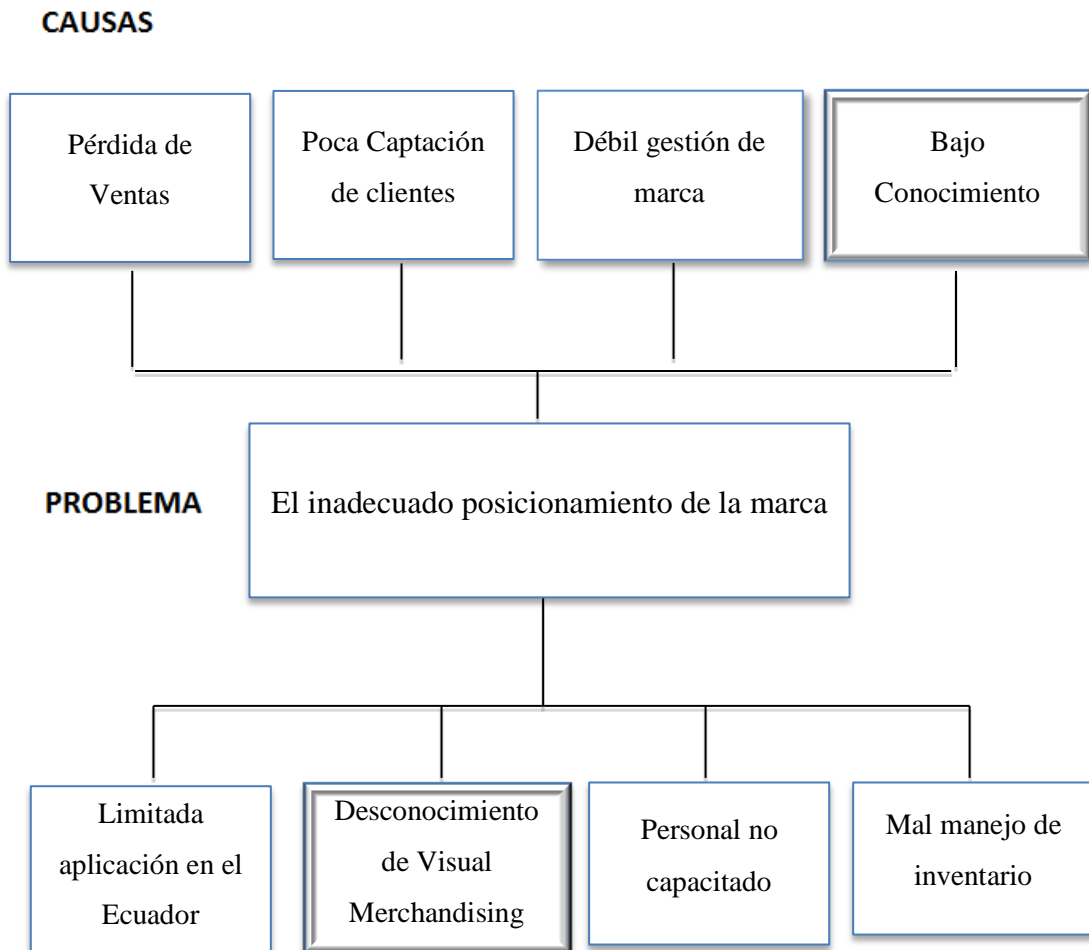 CAUSAS
Pérdida de
Ventas
Poca Captación
de clientes
Débil gestión de
marca
Bajo
Conocimiento
PROBLEMA
El inadecuado posicionamiento de la marca
Limitada
aplicación en el
Ecuador
Desconocimiento
de Visual
Merchandising
Personal no
capacitado
Mal manejo de
inventario